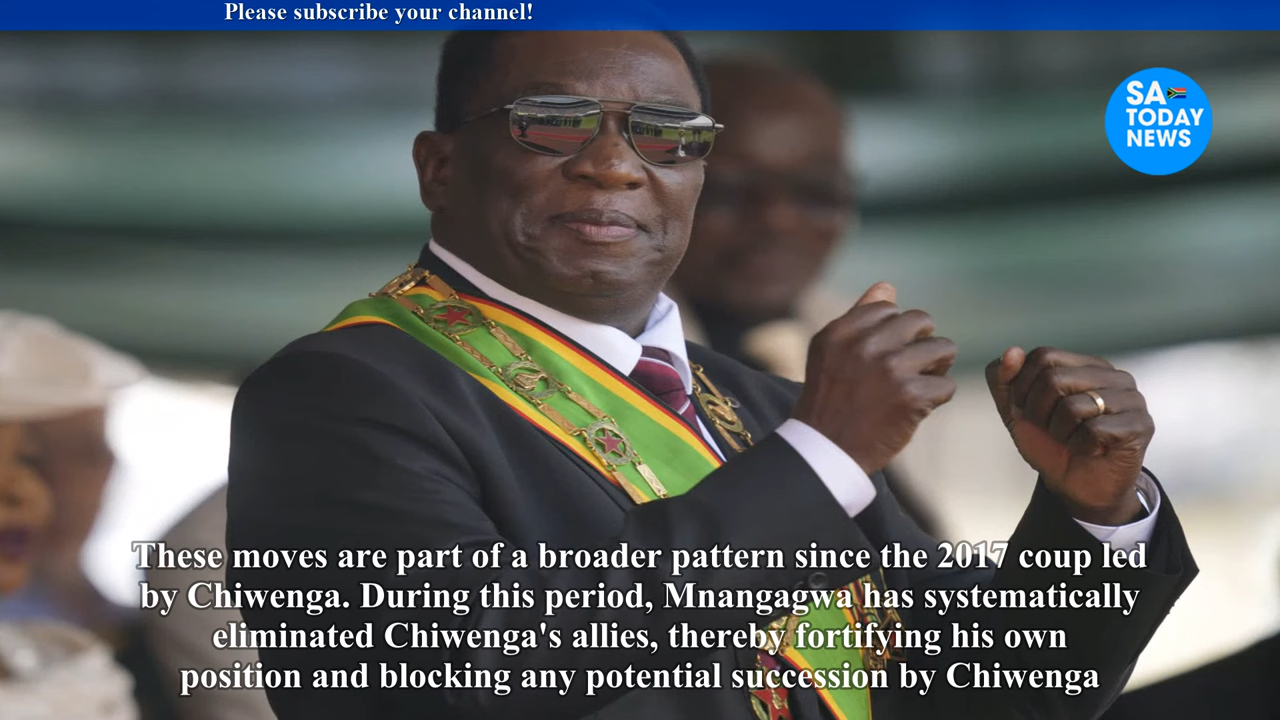 Please subscribe your channel!
SA
TODAY
NEWS
These moves are part of a broader pattern since the 2017 coup led
by Chiwenga. During this period, Mnangagwa has systematically
eliminated Chiwenga's allies, thereby fortifying his own
position and blocking any potential succession by Chiwenga